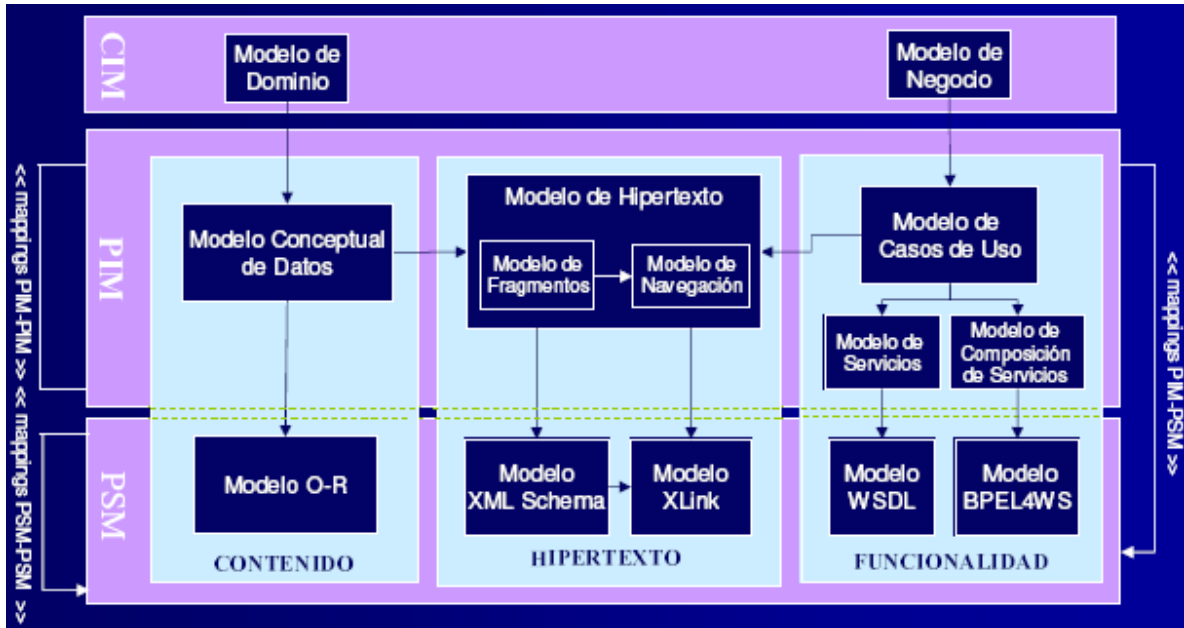 CIM
Modelo de
Dominio
Modelo de
Negocio
<< mappings PIM-PIM >>
PIM
Modelo Conceptual
de Datos
Modelo de Hipertexto
Modelo de
Fragmentos
Modelo de
Navegación
Modelo de
Casos de Uso
Modelo de
Servicios
Modelo de
Composición
de Servicios
<< mappings PIM-PSM >>
<< mappings PSM-PSM >>
PSM
Modelo O-R
Modelo
XML Schema
Modelo
XLink
Modelo
WSDL
Modelo
BPEL4WS
CONTENIDO
HIPERTEXTO
FUNCIONALIDAD